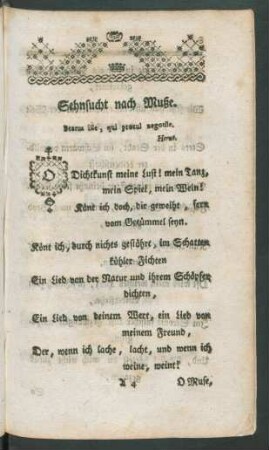 Sehnsucht nach Muße.
Beatus ille, qui procul negotiis.
Horat.
O Dichtkunst meine Lust! mein Tanz,
mein Spiel, mein Wein!
Könt ich doch, dir geweiht, fern
vom Getümmel seyn.
Könt ich, durch nichts gestöhrt, im Schatten
kühler Fichten
Ein Lied von der Natur und ihrem Schöpfer
dichten,
Ein Lied von deinem Wert, ein Lied von
meinem Freund,
Der, wenn ich lache, lacht, und wenn ich
weine, weint?
A 4
O Muse,